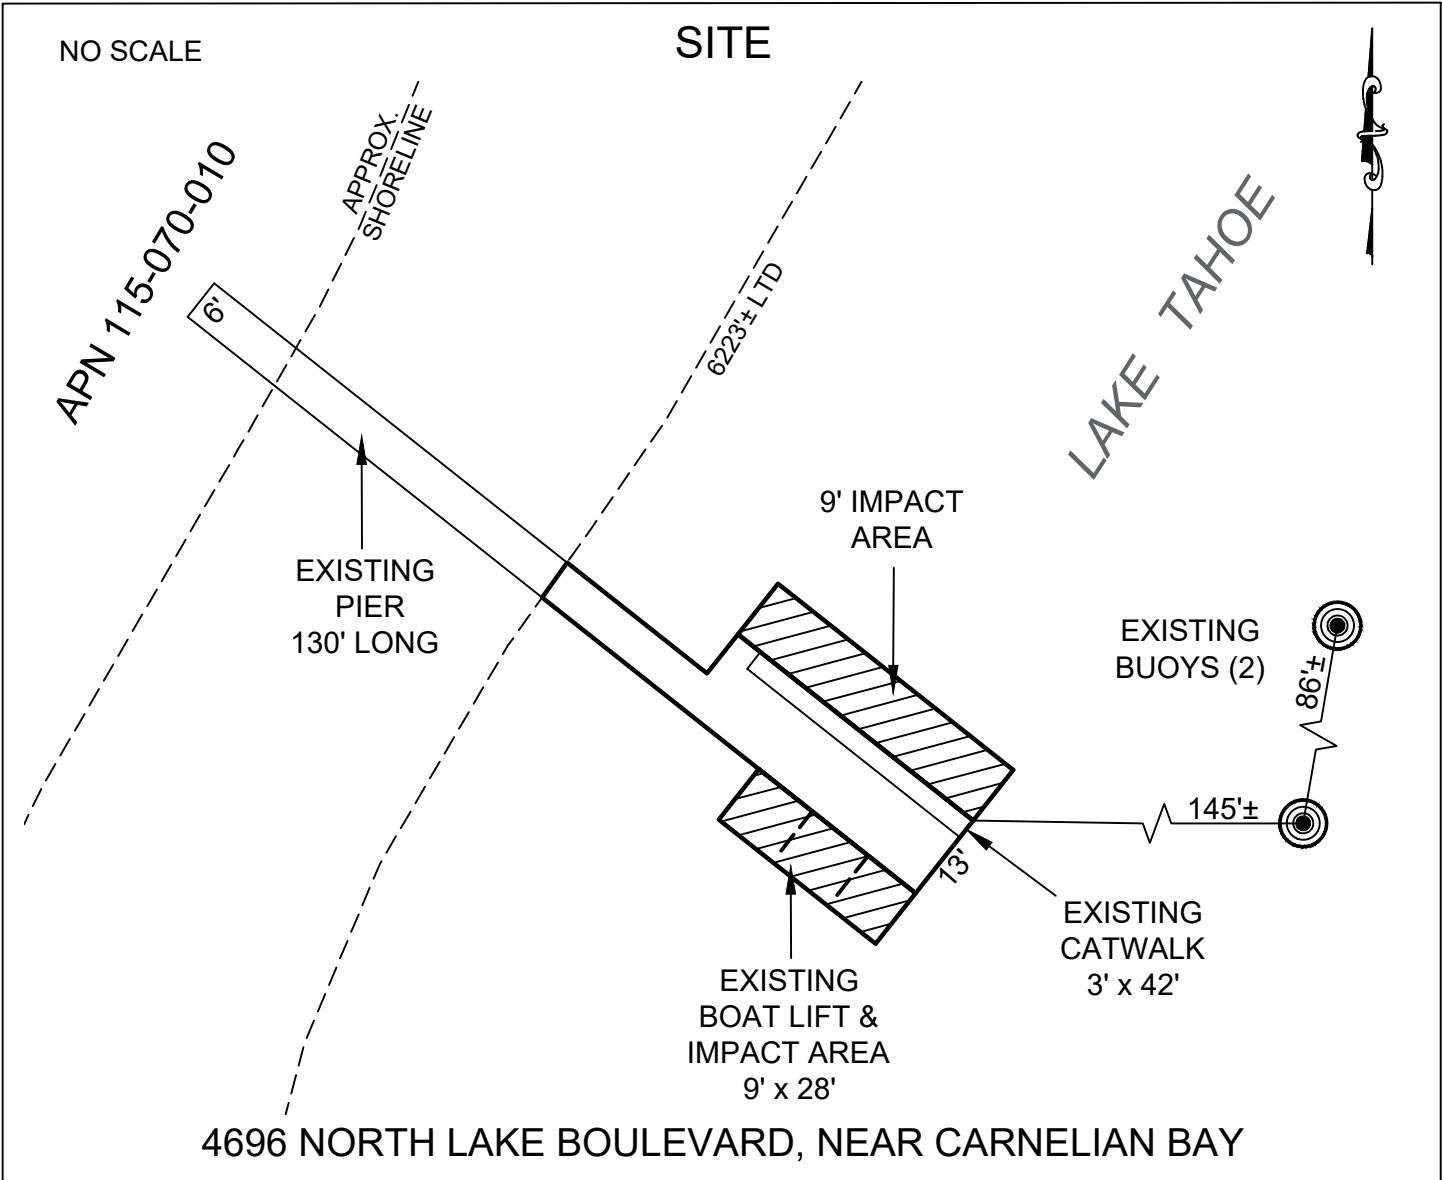 NO SCALE
SITE
APPROX.
SHORELINE
APN 115-070-010
6'
6223'± LTD
LAKE TAHOE
9' IMPACT
AREA
EXISTING
PIER
130' LONG
EXISTING
BUOYS (2)
86'±
145'±
13'
EXISTING
CATWALK
3' x 42'
EXISTING
BOAT LIFT &
IMPACT AREA
9' x 28'
4696 NORTH LAKE BOULEVARD, NEAR CARNELIAN BAY